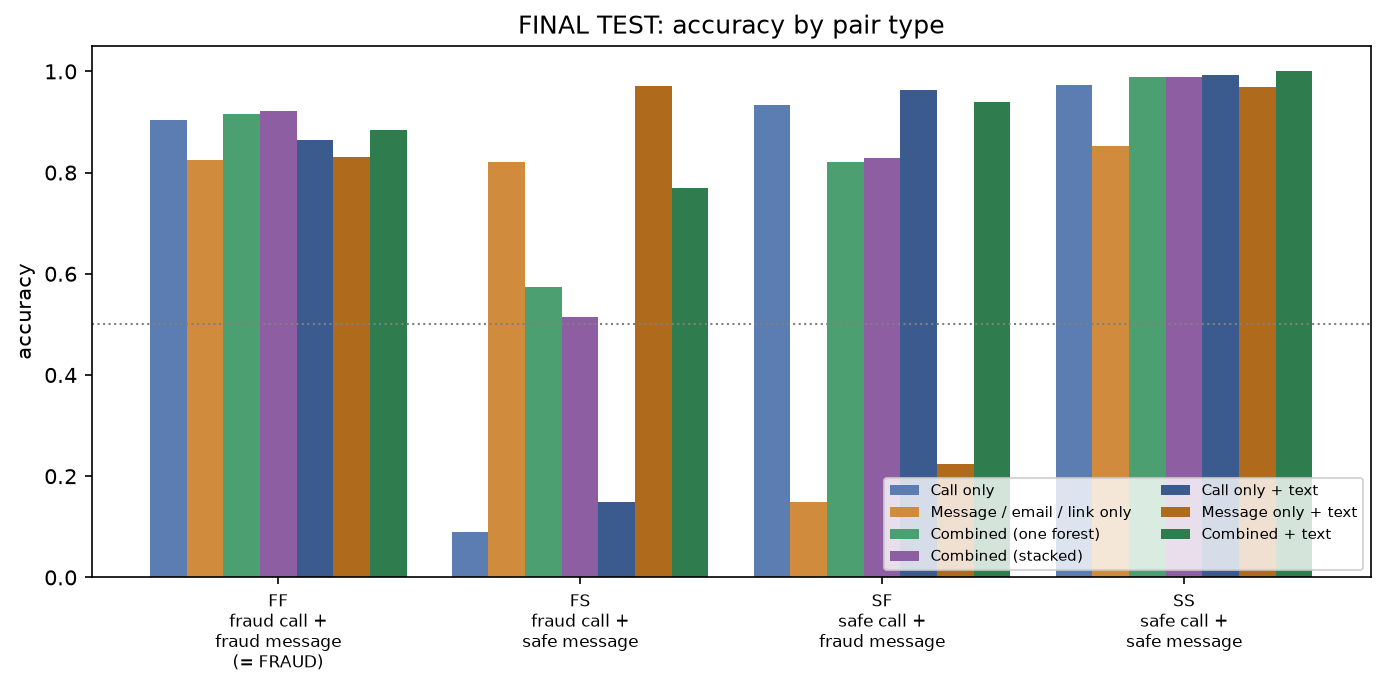 FINAL TEST: accuracy by pair type
accuracy
1.0
0.8
0.6
0.4
0.2
0.0
Call only
Message / email / link only
Combined (one forest)
Combined (stacked)
Call only + text
Message only + text
Combined + text
FF
fraud call +
fraud message
(= FRAUD)
FS
fraud call +
safe message
SF
safe call +
fraud message
SS
safe call +
safe message